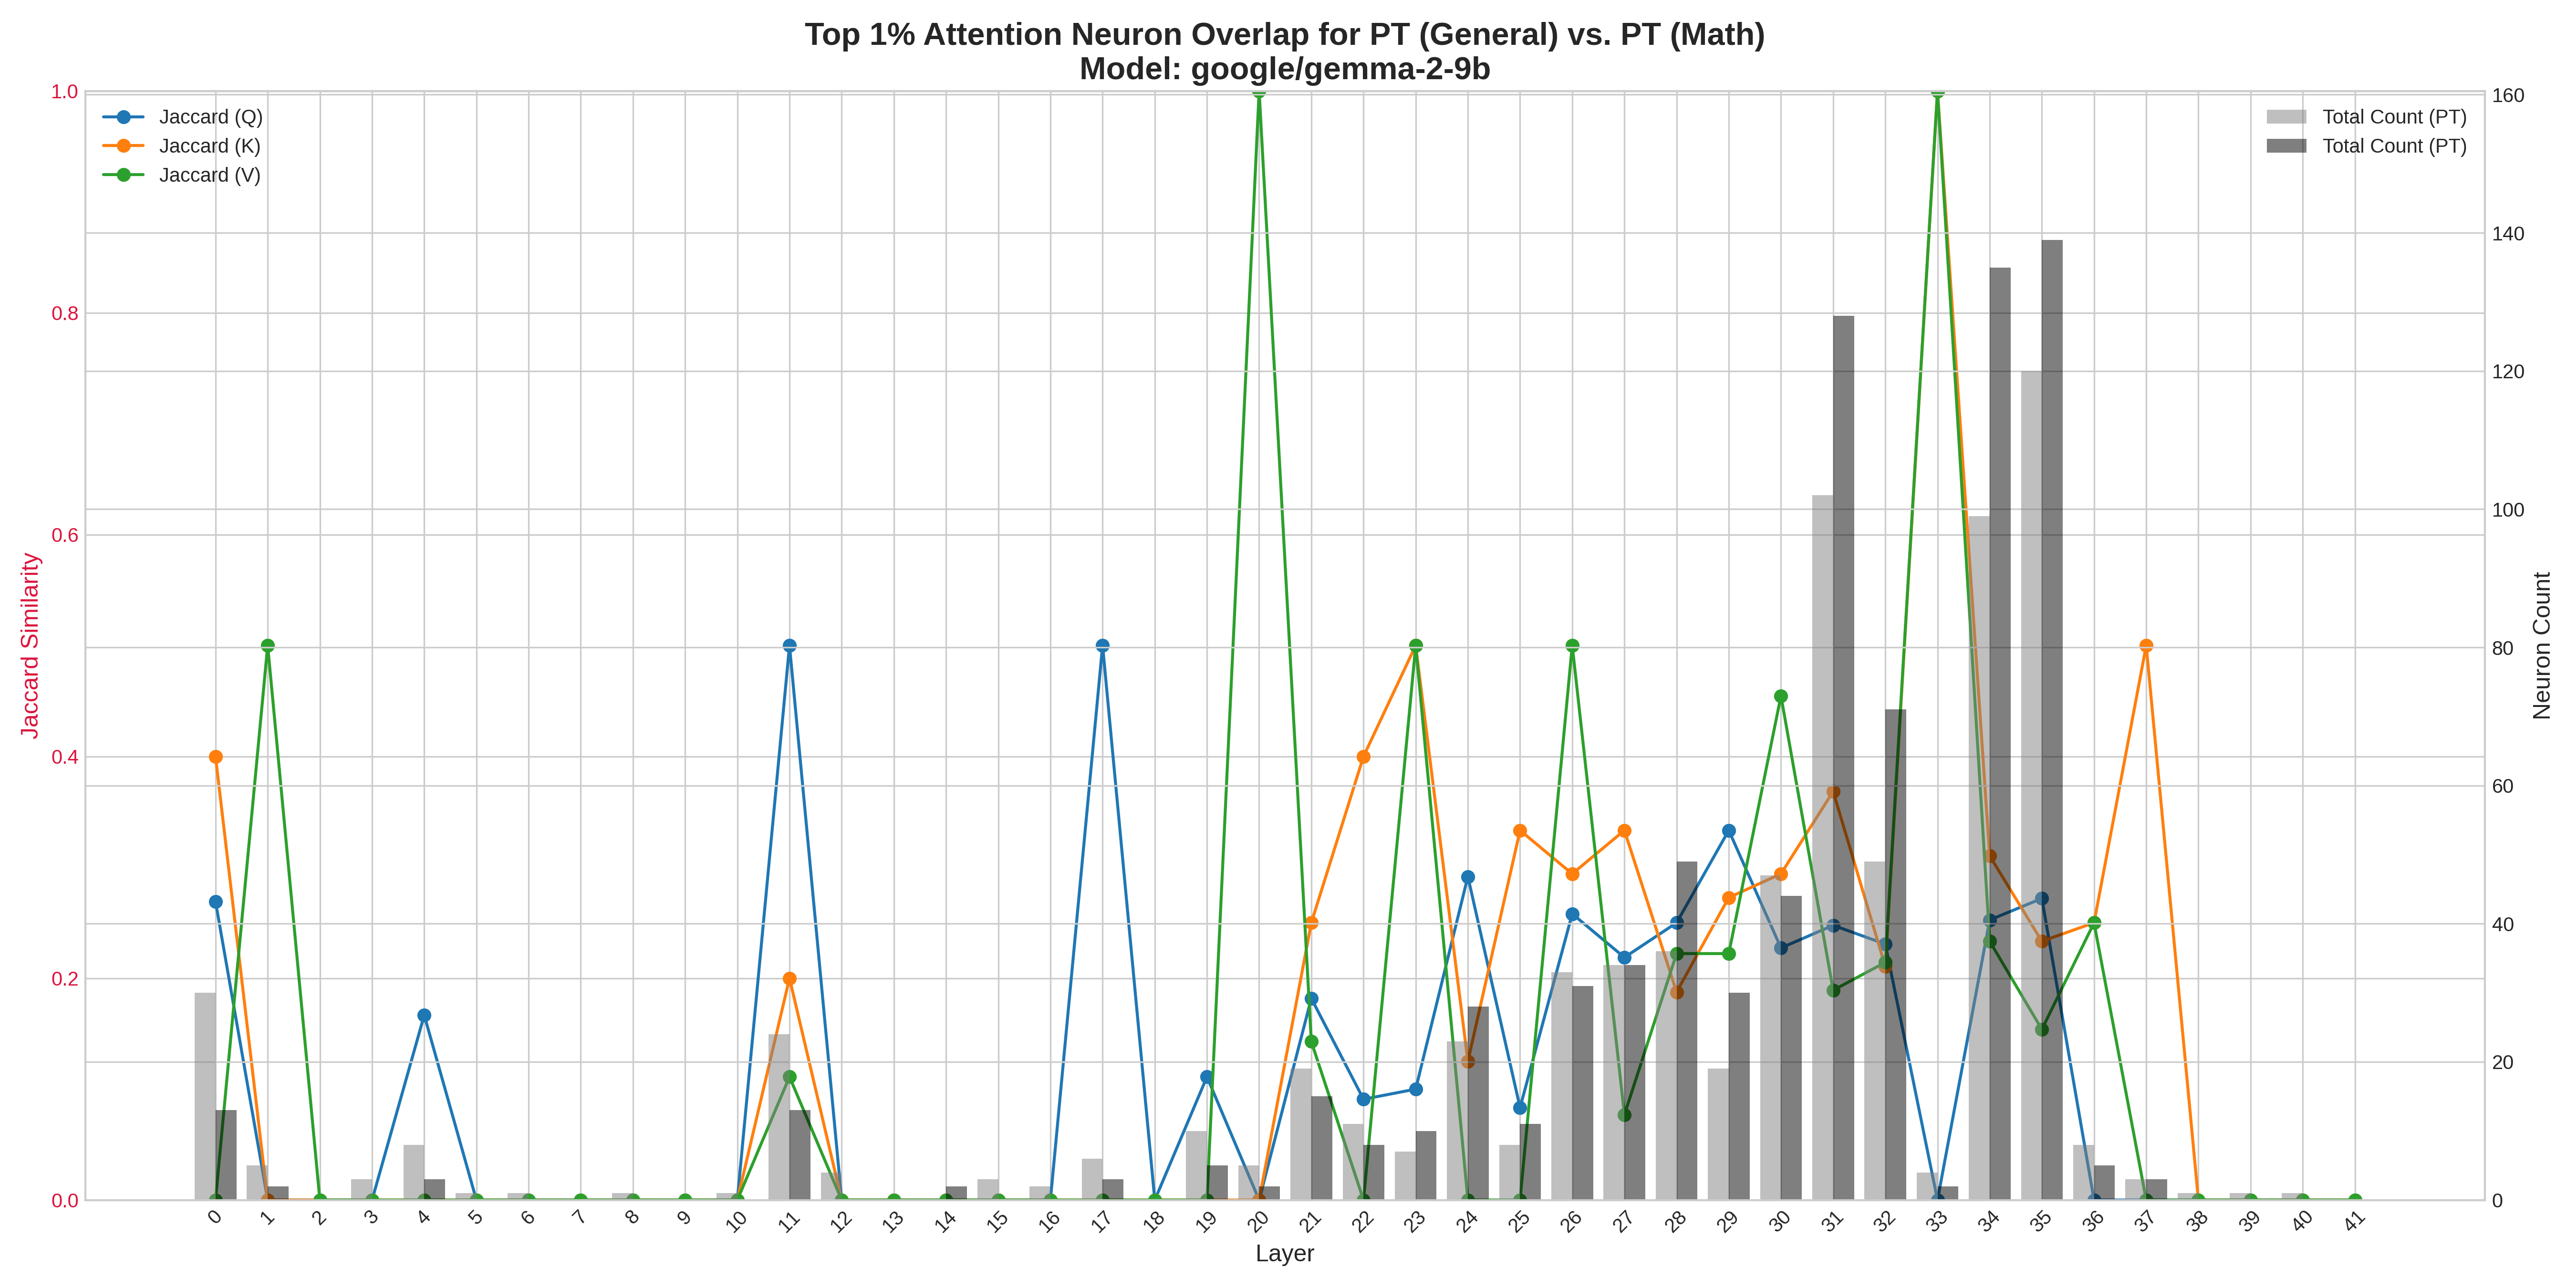 Top 1% Attention Neuron Overlap for PT (General) vs. PT (Math)
Model: google/gemma-2-9b
Jaccard (Q)
Jaccard (K)
Jaccard (V)
Total Count (PT)
Total Count (PT)
Jaccard Similarity
1.0
0.8
0.6
0.4
0.2
0.0
Neuron Count
160
140
120
100
80
60
40
20
0
0 1 2 3 4 5 6 7 8 9 10 11 12 13 14 15 16 17 18 19 20 21 22 23 24 25 26 27 28 29 30 31 32 33 34 35 36 37 38 39 40 41
Layer